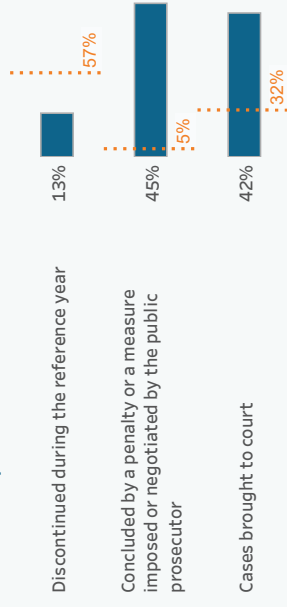 Discontinued during the reference year
13%
57%
Concluded by a penalty or a measure
imposed or negotiated by the public
prosecutor
45%
5%
Cases brought to court
42%
32%